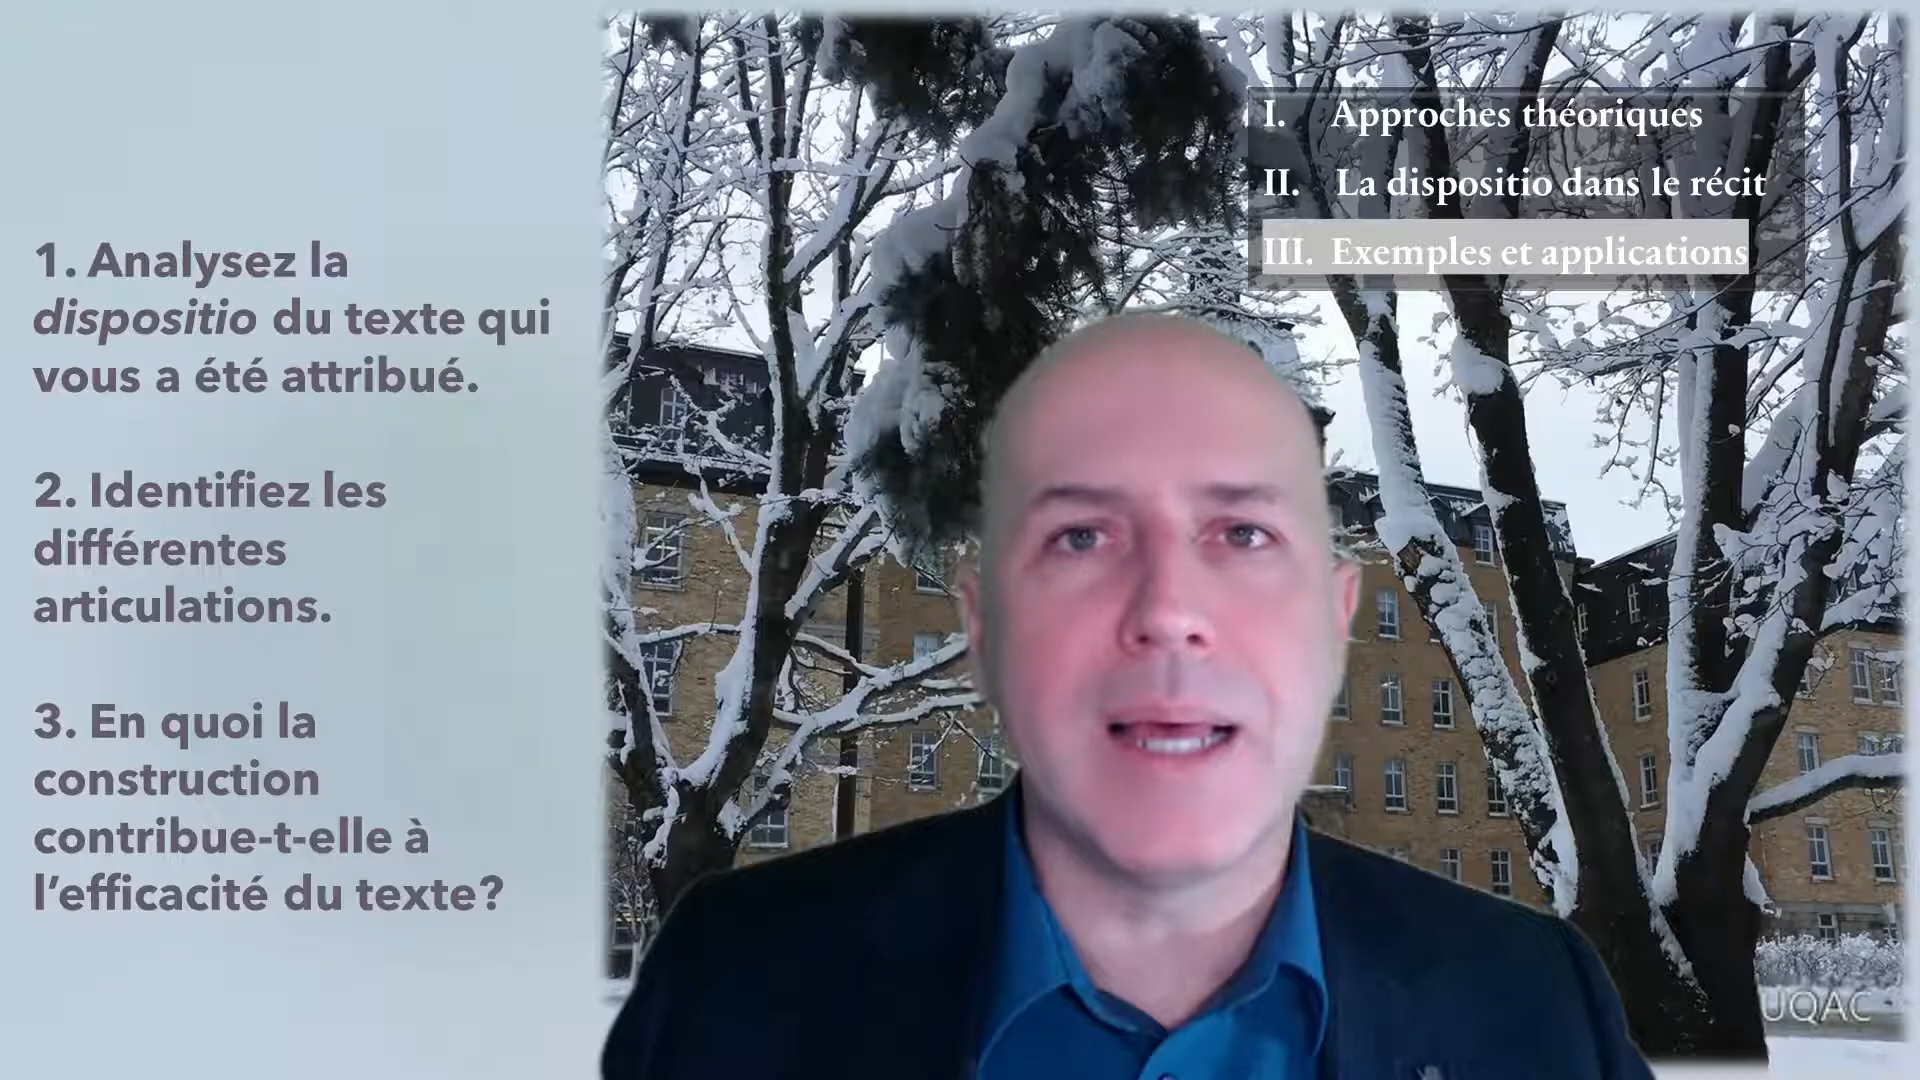 1. Analysez la
dispositio du texte qui
vous a été attribué.
2. Identifiez les
différentes
articulations.
3. En quoi la
construction
contribue-t-elle à
l’efficacité du texte?
I. Approches théoriques
II. La dispositio dans le récit
III. Exemples et applications
UQAC